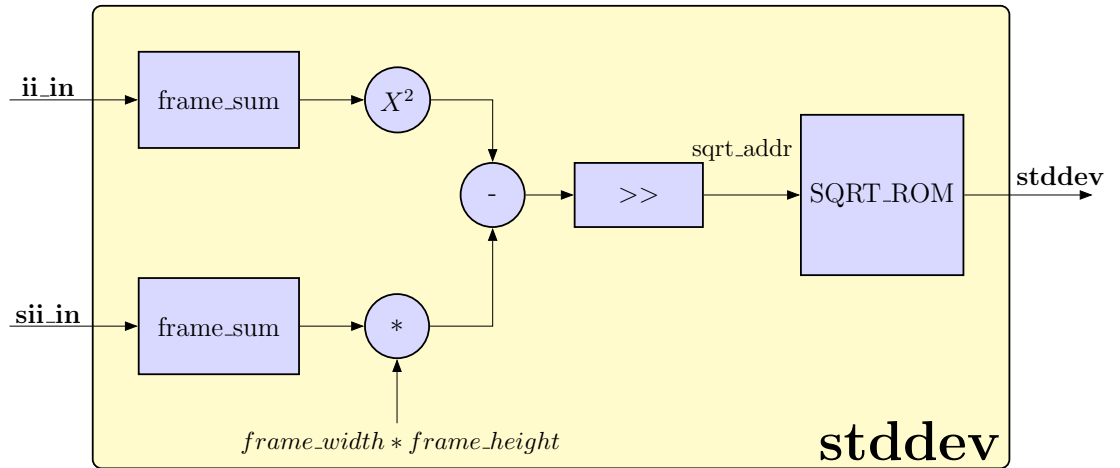 ii_in
frame_sum
X²
sqrt_addr
-
>>
SQRT_ROM
stddev
sii_in
frame_sum
*
frame_width * frame_height
stddev